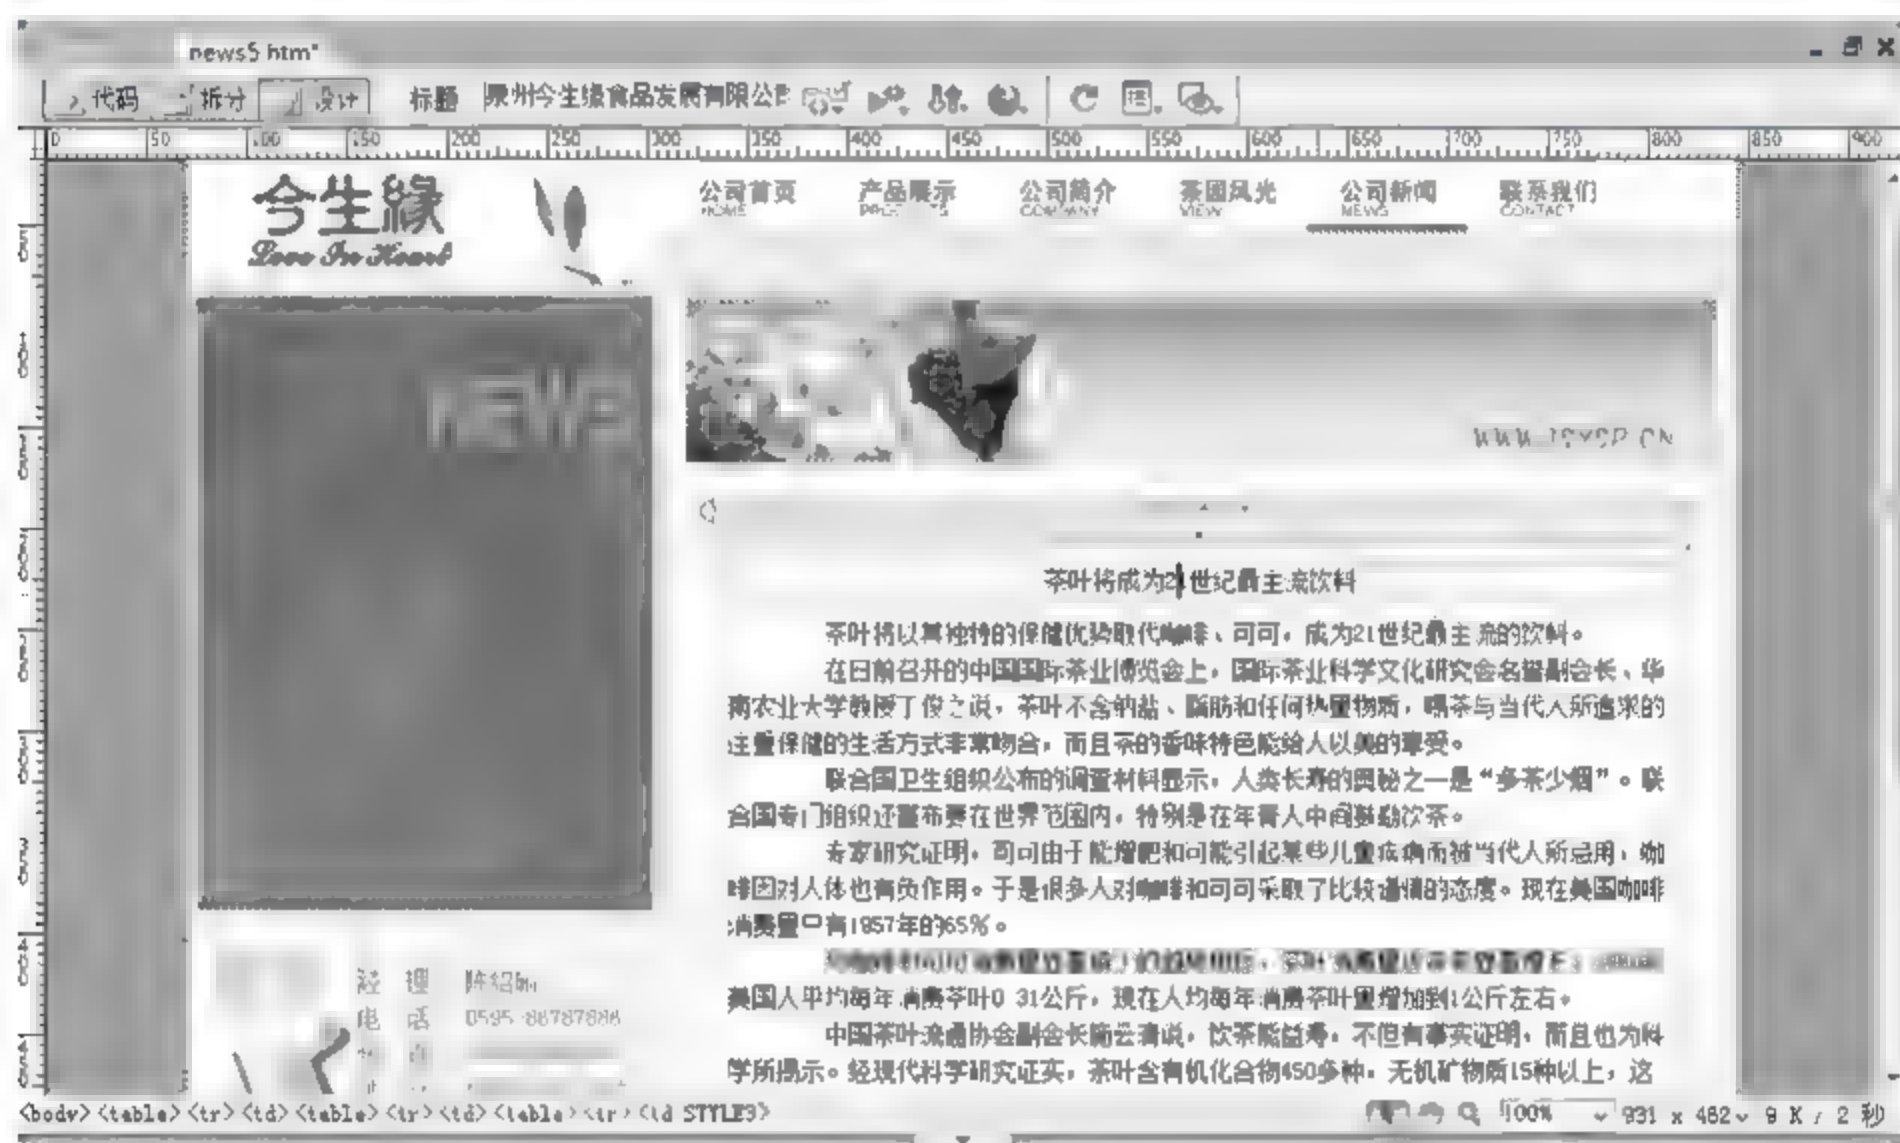 news5.htm*
代码 拆分 设计 标题 泉州今生缘食品发展有限公司
0 50 100 150 200 250 300 350 400 450 500 550 600 650 700 750 800 850 900
今生緣
Love In Heart
公司首页 产品展示 公司简介 茶园风光 公司新闻 联系我们
HOME PRODUCTS COMPANY VIEW NEWS CONTACT
NEWS
茶叶将成为21世纪最主流饮料
茶叶将以其独特的保健优势取代咖啡、可可，成为21世纪最主流的饮料。
在日前召开的中国国际茶业博览会上，国际茶业科学文化研究会名誉副会长、华
南农业大学教授丁俊之说，茶叶不含钠盐、脂肪和任何热量物质，喝茶与当代人所追求的
注重保健的生活方式非常吻合，而且茶的香味特色能给人以美的享受。
联合国卫生组织公布的调查材料显示，人类长寿的奥秘之一是“多茶少烟”。联
合国专门组织还宣布要在世界范围内，特别是在年青人中间鼓励饮茶。
专家研究证明，可可由于能增肥和可能引起某些儿童疾病而被当代人所忌用，咖
啡因对人体也有负作用。于是很多人对咖啡和可可采取了比较谨慎的态度。现在美国咖啡
消费量只有1957年的65%。
美国人平均每年消费茶叶0.31公斤，现在人均每年消费茶叶量增加到1公斤左右。
中国茶叶流通协会副会长 说，饮茶能益寿，不但有事实证明，而且也为科
学所揭示。经现代科学研究证实，茶叶含有机化合物450多种，无机矿物质15种以上，这
经 理
电 话 0595-86787886
<body> <table> <tr> <td> <table> <tr> <td> <table> <tr> <td.STYLE3> 100% 931 x 482 9 K / 2 秒